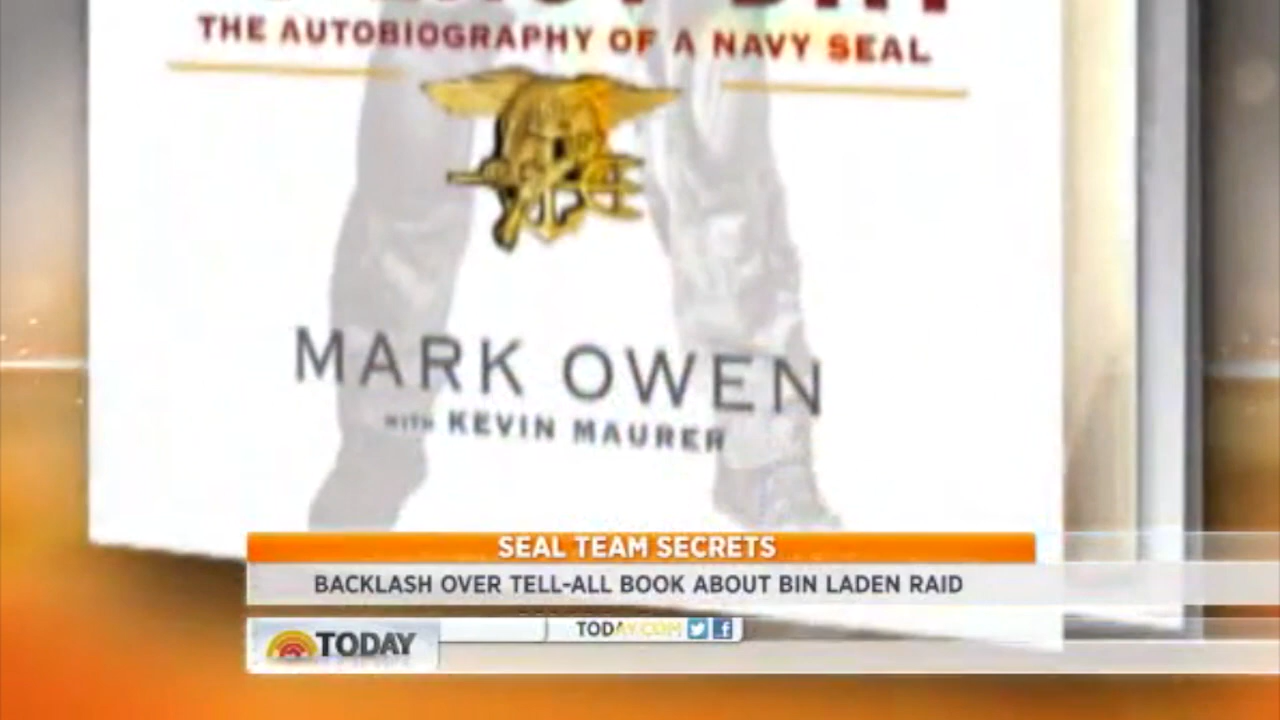 THE AUTOBIOGRAPHY OF A NAVY SEAL
MARK OWEN
WITH KEVIN MAURER
SEAL TEAM SECRETS
BACKLASH OVER TELL-ALL BOOK ABOUT BIN LADEN RAID
TODAY
TODAY.COM